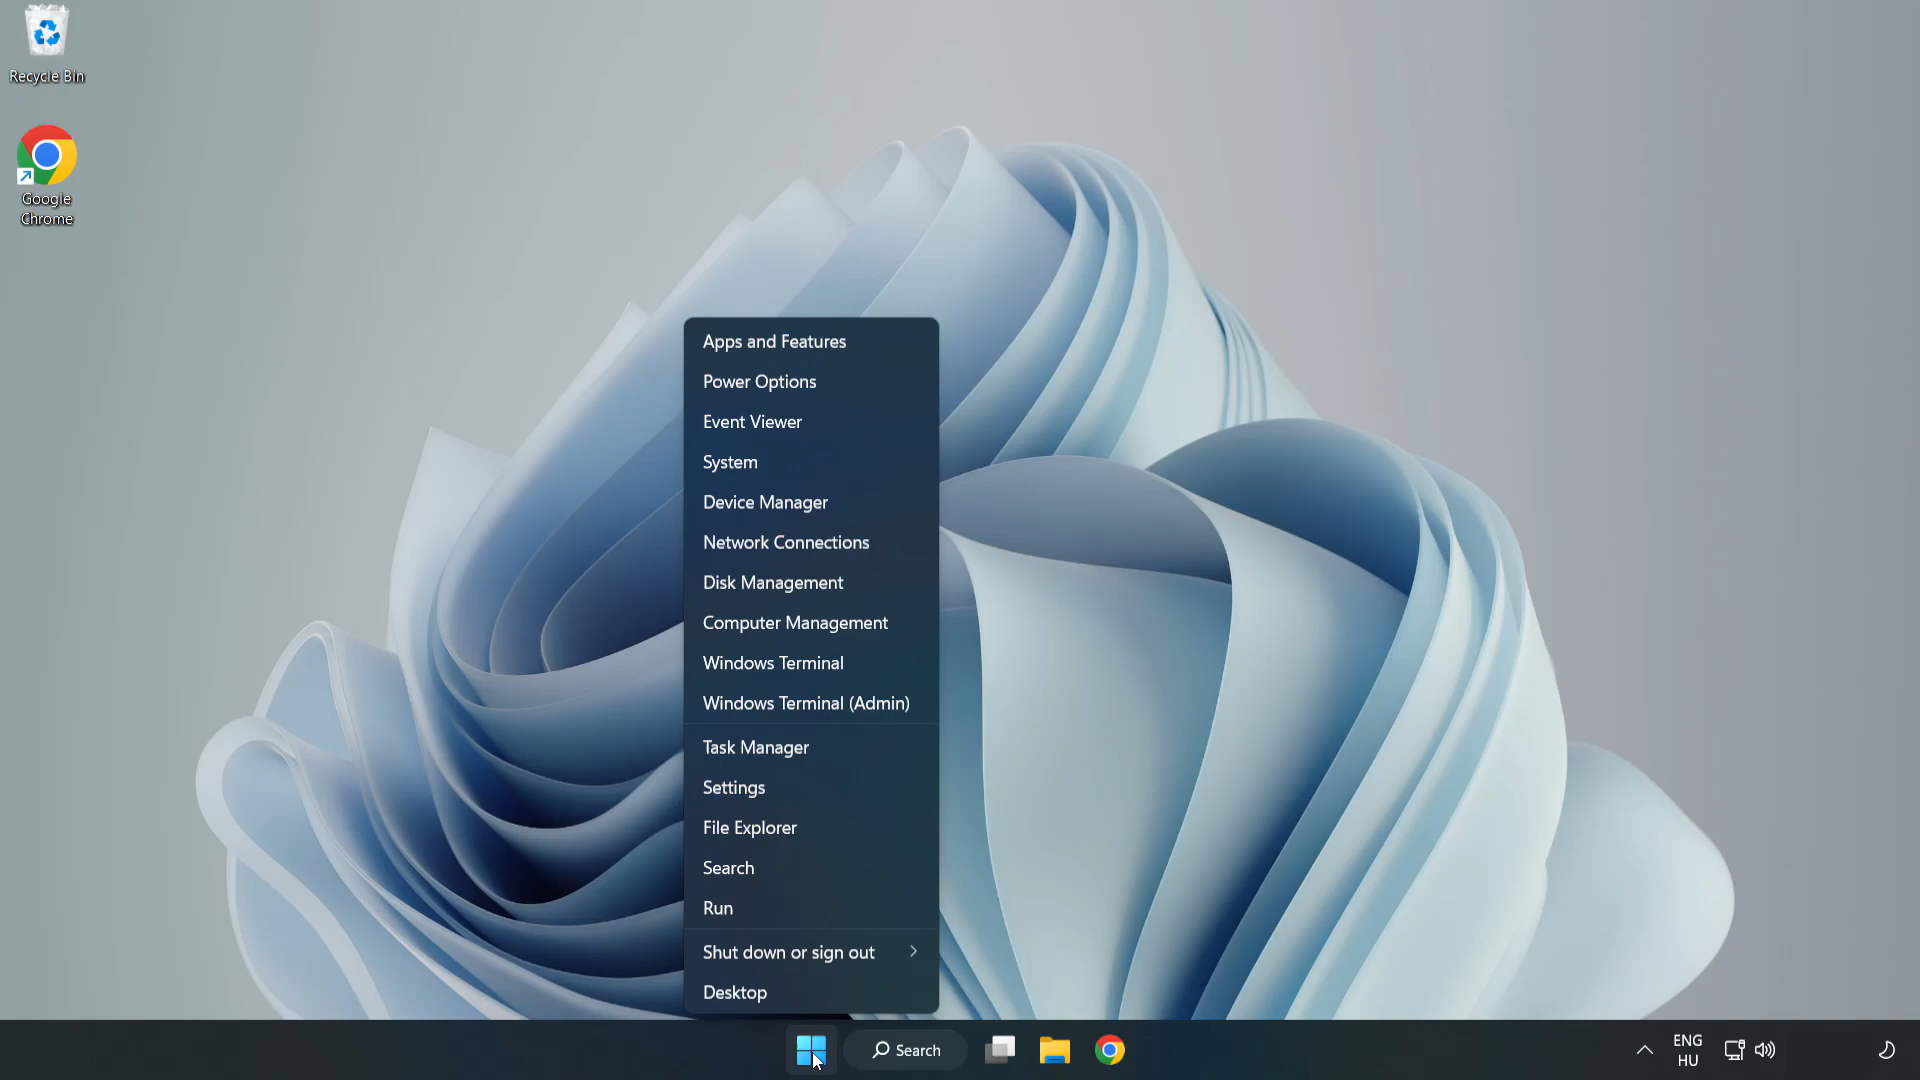 Recycle Bin
Google
Chrome
Apps and Features
Power Options
Event Viewer
System
Device Manager
Network Connections
Disk Management
Computer Management
Windows Terminal
Windows Terminal (Admin)
Task Manager
Settings
File Explorer
Search
Run
Shut down or sign out
Desktop
Search
ENG
HU